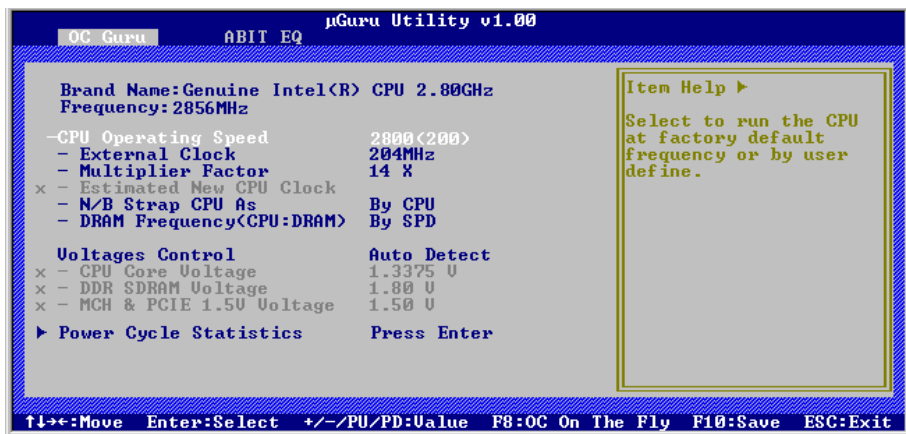 µGuru Utility v1.00
OC Guru ABIT EQ
Brand Name:Genuine Intel(R) CPU 2.80GHz
Frequency:2856MHz
-CPU Operating Speed 2800(200)
- External Clock 204MHz
- Multiplier Factor 14 X
x - Estimated New CPU Clock
- N/B Strap CPU As By CPU
- DRAM Frequency(CPU:DRAM) By SPD
Voltages Control Auto Detect
x - CPU Core Voltage 1.3375 V
x - DDR SDRAM Voltage 1.80 V
x - MCH & PCIE 1.5V Voltage 1.50 V
▶ Power Cycle Statistics Press Enter
Item Help ▶
Select to run the CPU
at factory default
frequency or by user
define.
↑↓→←:Move Enter:Select +/-/PU/PD:Value F8:OC On The Fly F10:Save ESC:Exit